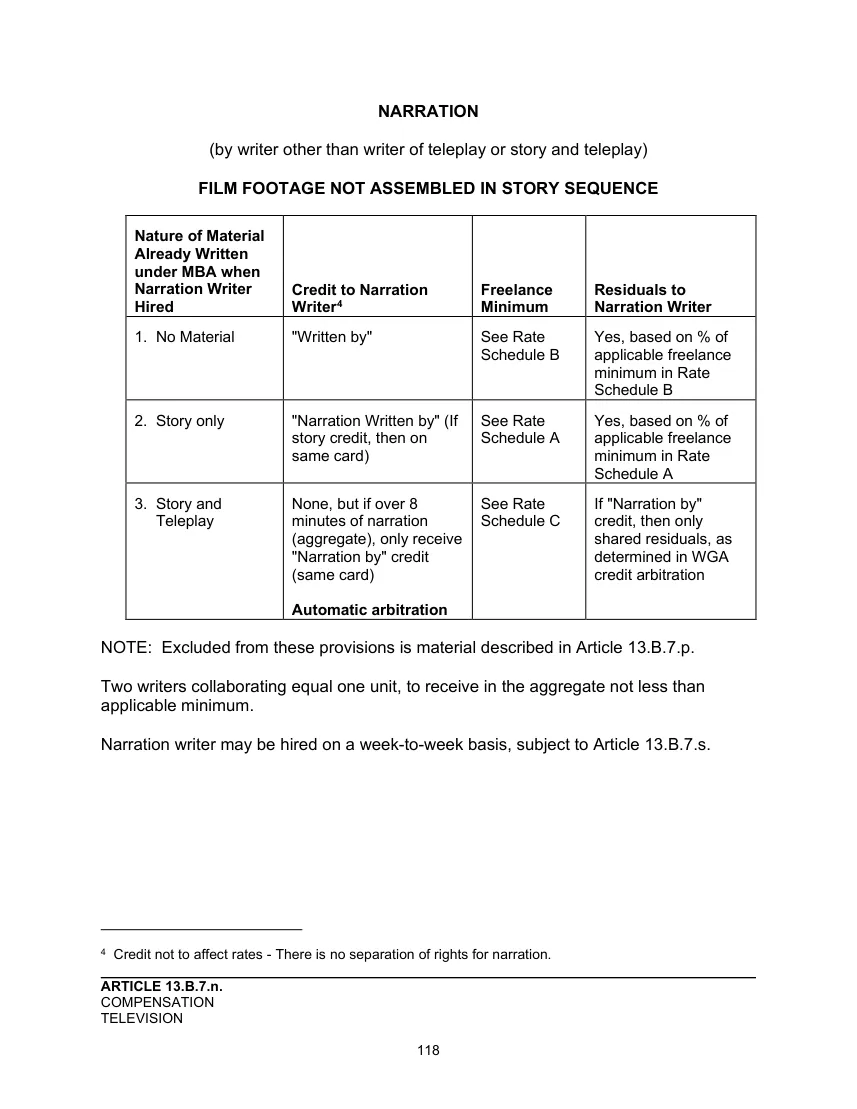 NARRATION
(by writer other than writer of teleplay or story and teleplay)
FILM FOOTAGE NOT ASSEMBLED IN STORY SEQUENCE
Nature of Material
Already Written
under MBA when
Narration Writer
Hired
Credit to Narration
Writer⁴
Freelance
Minimum
Residuals to
Narration Writer
1. No Material
"Written by"
See Rate
Schedule B
Yes, based on % of
applicable freelance
minimum in Rate
Schedule B
2. Story only
"Narration Written by" (If
story credit, then on
same card)
See Rate
Schedule A
Yes, based on % of
applicable freelance
minimum in Rate
Schedule A
3. Story and
Teleplay
None, but if over 8
minutes of narration
(aggregate), only receive
"Narration by" credit
(same card)
Automatic arbitration
See Rate
Schedule C
If "Narration by"
credit, then only
shared residuals, as
determined in WGA
credit arbitration
NOTE: Excluded from these provisions is material described in Article 13.B.7.p.
Two writers collaborating equal one unit, to receive in the aggregate not less than
applicable minimum.
Narration writer may be hired on a week-to-week basis, subject to Article 13.B.7.s.
⁴ Credit not to affect rates - There is no separation of rights for narration.
ARTICLE 13.B.7.n.
COMPENSATION
TELEVISION
118